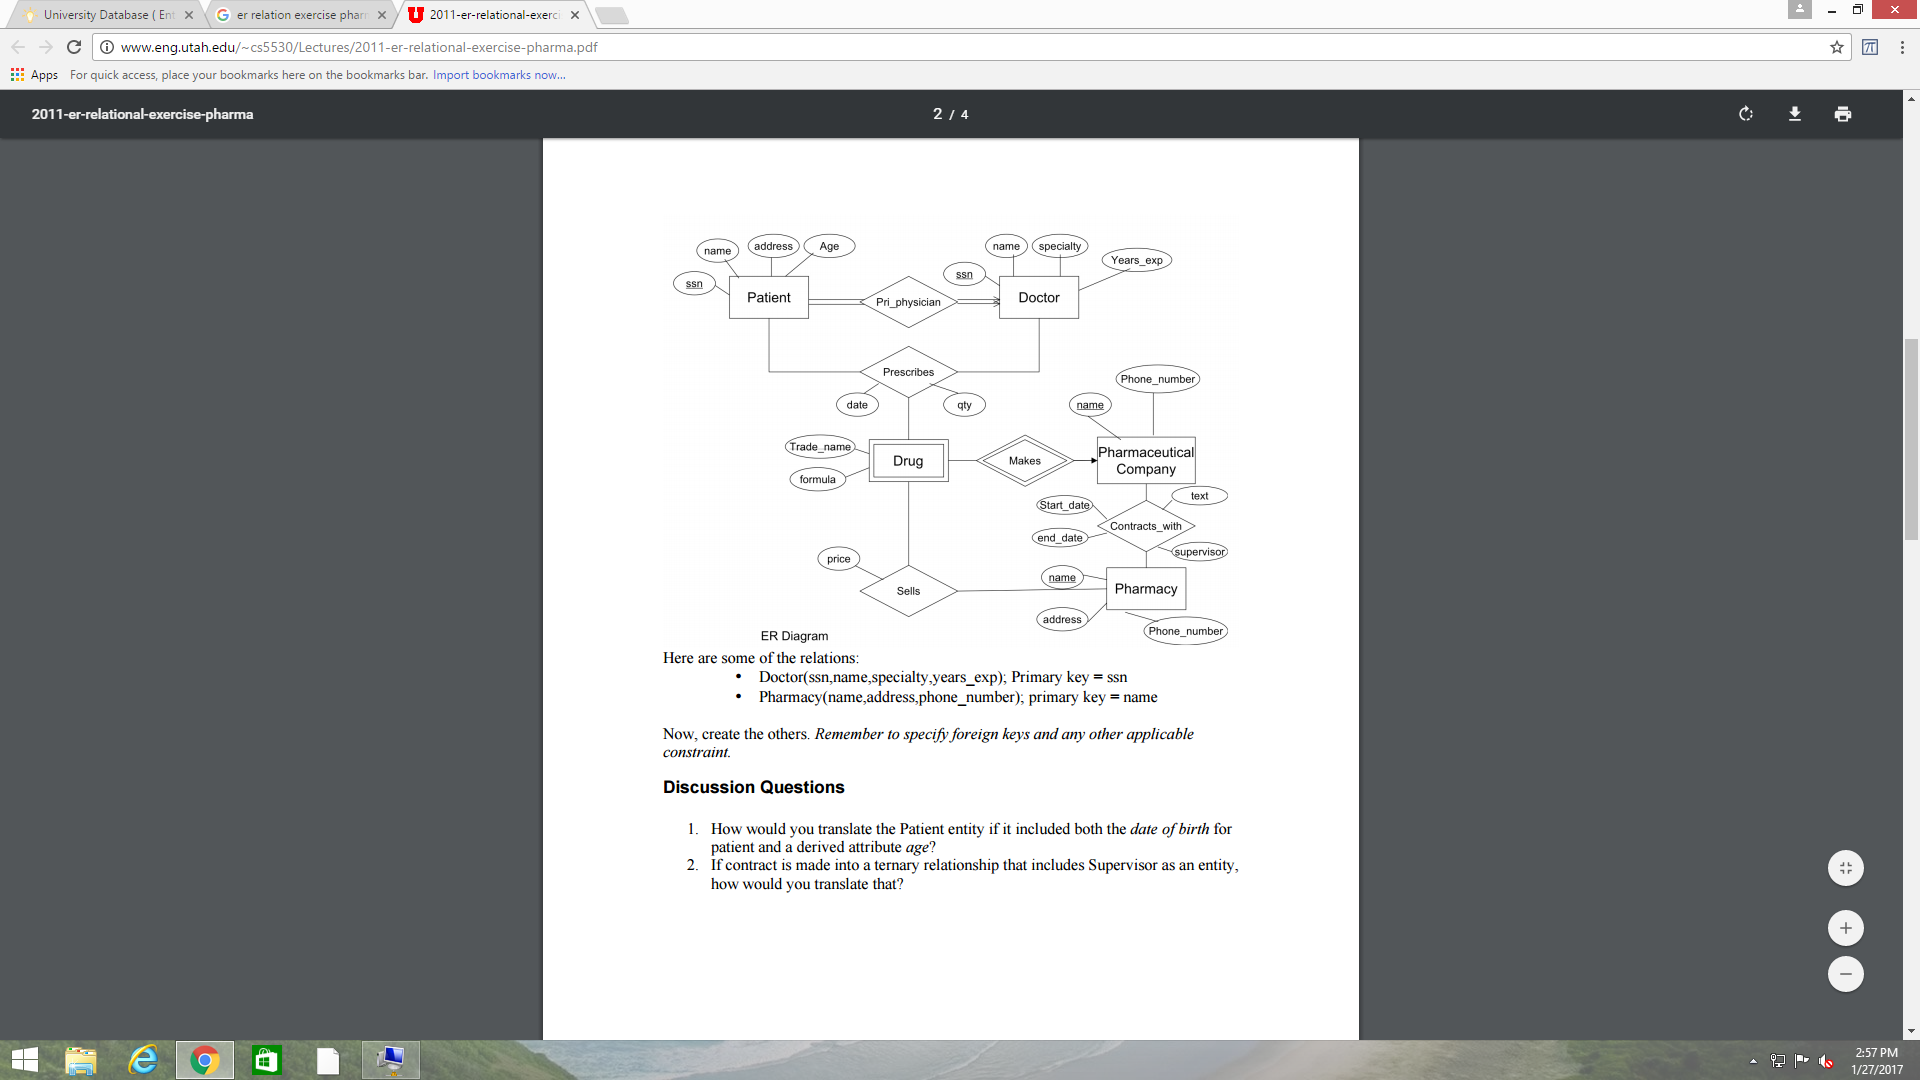 University Database ( Ent
er relation exercise phar
2011-er-relational-exerci
www.eng.utah.edu/~cs5530/Lectures/2011-er-relational-exercise-pharma.pdf
Apps For quick access, place your bookmarks here on the bookmarks bar. Import bookmarks now...
2011-er-relational-exercise-pharma
2 / 4
name address Age name specialty
Years_exp
ssn ssn
Patient Pri_physician Doctor
Prescribes
Phone_number
date qty name
Trade_name
Drug Makes Pharmaceutical
Company
formula
text
Start_date
Contracts_with
end_date
supervisor
price
name
Sells Pharmacy
address
Phone_number
ER Diagram
Here are some of the relations:
• Doctor(ssn,name,specialty,years_exp); Primary key = ssn
• Pharmacy(name,address,phone_number); primary key = name
Now, create the others. Remember to specify foreign keys and any other applicable
constraint.
Discussion Questions
1. How would you translate the Patient entity if it included both the date of birth for
patient and a derived attribute age?
2. If contract is made into a ternary relationship that includes Supervisor as an entity,
how would you translate that?
2:57 PM
1/27/2017